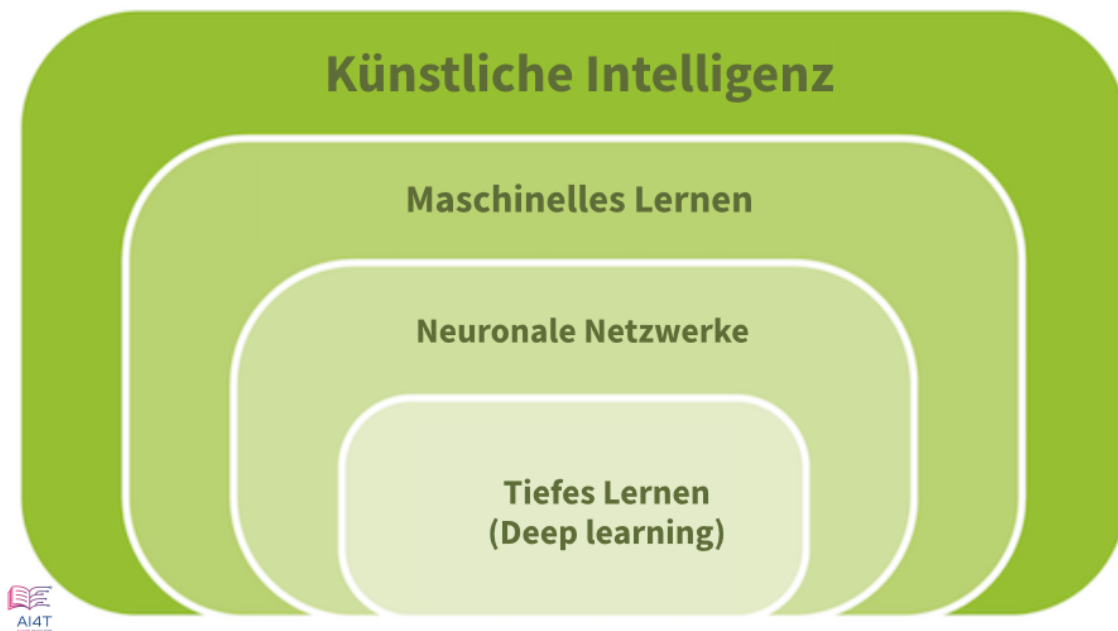 Künstliche Intelligenz
Maschinelles Lernen
Neuronale Netzwerke
Tiefes Lernen
(Deep learning)
AI4T